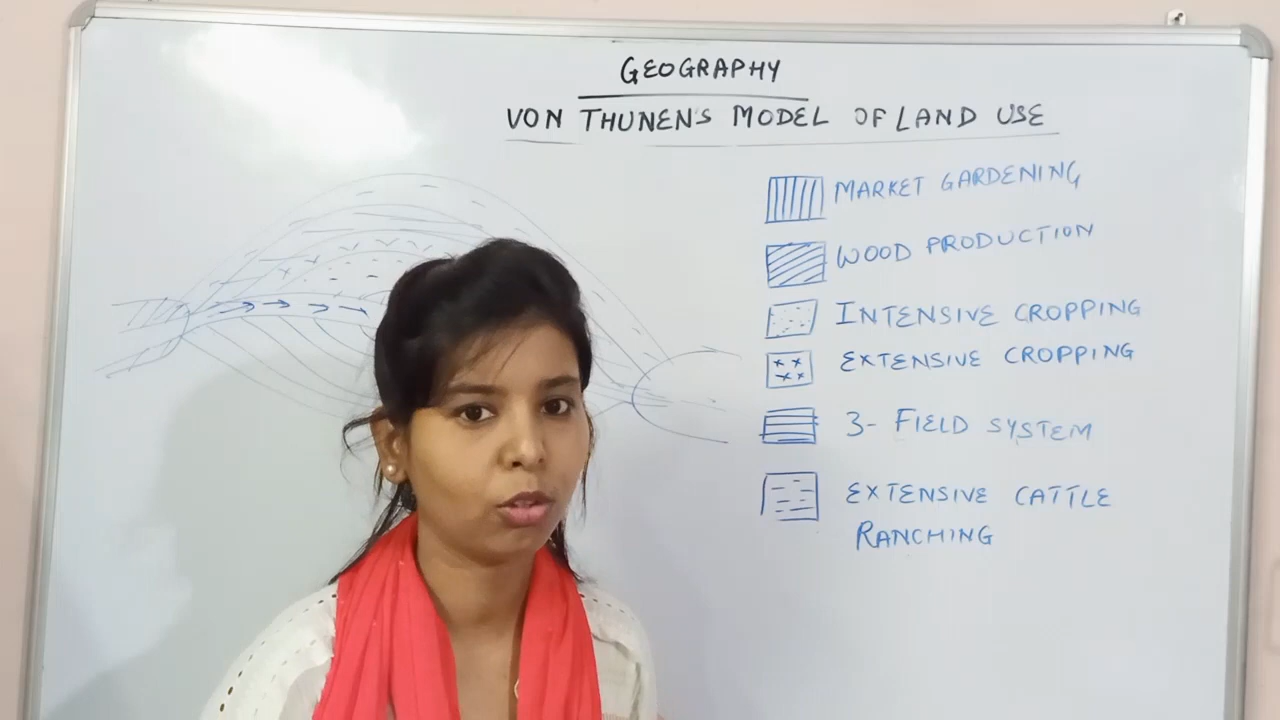 GEOGRAPHY
VON THUNEN'S MODEL OF LAND USE
MARKET GARDENING
WOOD PRODUCTION
INTENSIVE CROPPING
EXTENSIVE CROPPING
3- FIELD SYSTEM
EXTENSIVE CATTLE
RANCHING